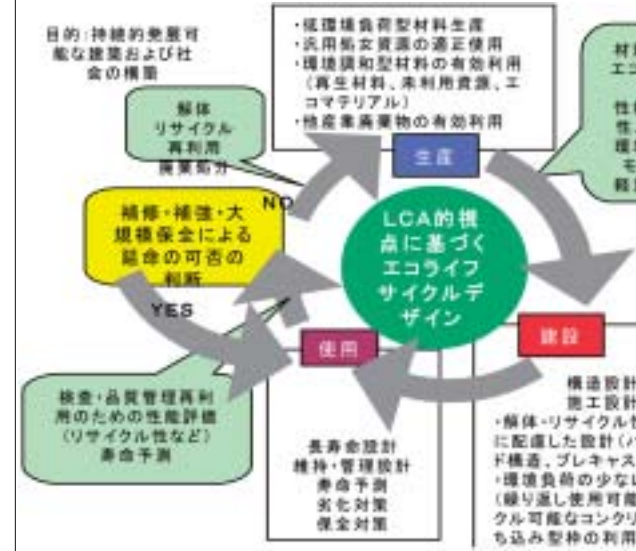 目的:持続的発展可
能な建築および社
会の構築
・低環境負荷型材料生産
・汎用処女資源の適正使用
・環境調和型材料の有効利用
(再生材料、未利用資源、エ
コマテリアル)
・他産業廃棄物の有効利用
生産
解体
リサイクル
再利用
廃棄処分
NO
補修・補強・大
規模保全による
延命の可否の
判断
YES
LCA的視
点に基づく
エコライフ
サイクルデ
ザイン
使用
建設
検査・品質管理再利
用のための性能評価
(リサイクル性など)
寿命予測
長寿命設計
維持・管理設計
寿命予測
劣化対策
保全対策
構造設計
施工設計
・解体・リサイクル性
に配慮した設計(
ド構造、プレキャス
・環境負荷の少ない
(繰り返し使用可能
クル可能なコンクリ
ち込み型枠の利用
エコ
環境